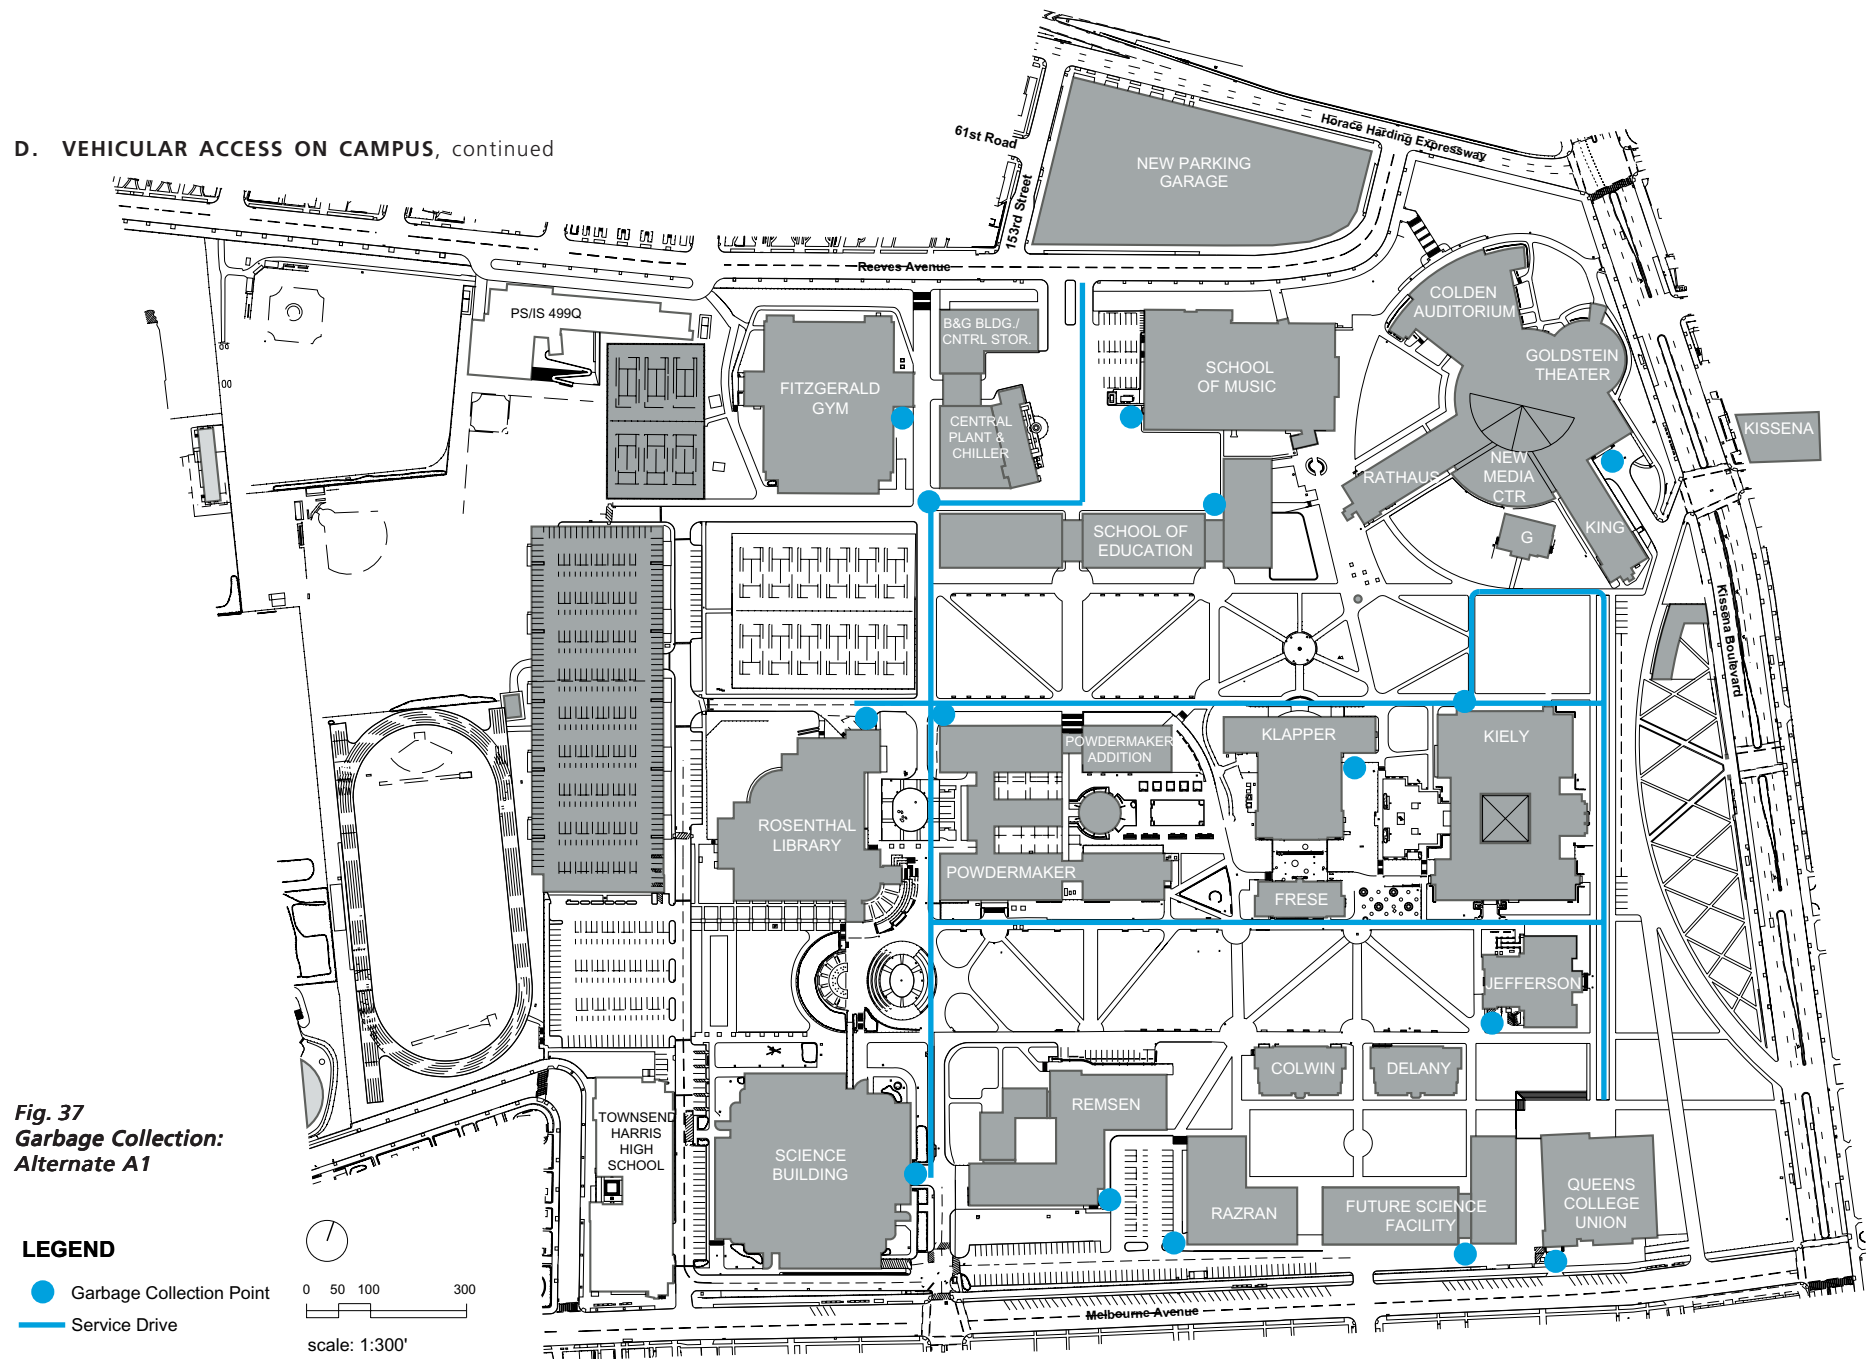 D. VEHICULAR ACCESS ON CAMPUS, continued
61st Road
153rd Street
Horace Harding Expressway
NEW PARKING
GARAGE
Reeves Avenue
PS/IS 499Q
FITZGERALD
GYM
B&G BLDG./
CNTRL STOR.
CENTRAL
PLANT &
CHILLER
SCHOOL
OF MUSIC
COLDEN
AUDITORIUM
GOLDSTEIN
THEATER
KISSENA
RATHAUS
NEW
MEDIA
CTR
KING
G
SCHOOL OF
EDUCATION
Kissena Boulevard
POWDERMAKER
ADDITION
KLAPPER
KIELY
ROSENTHAL
LIBRARY
POWDERMAKER
FRESE
JEFFERSON
COLWIN
DELANY
REMSEN
TOWNSEND
HARRIS
HIGH
SCHOOL
SCIENCE
BUILDING
RAZRAN
FUTURE SCIENCE
FACILITY
QUEENS
COLLEGE
UNION
Melbourne Avenue
Fig. 37
Garbage Collection:
Alternate A1
LEGEND
Garbage Collection Point
Service Drive
0 50 100 300
scale: 1:300'